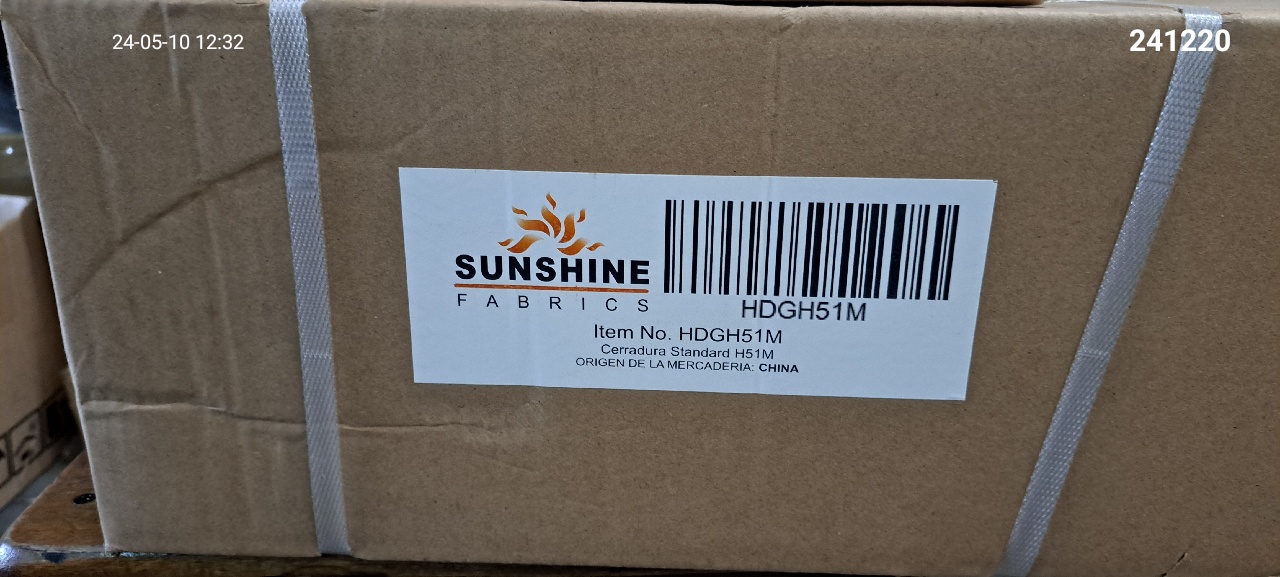 24-05-10 12:32
241220
SUNSHINE
FABRICS
HDGH51M
Item No. HDGH51M
Cerradura Standard H51M
ORIGEN DE LA MERCADERIA: CHINA